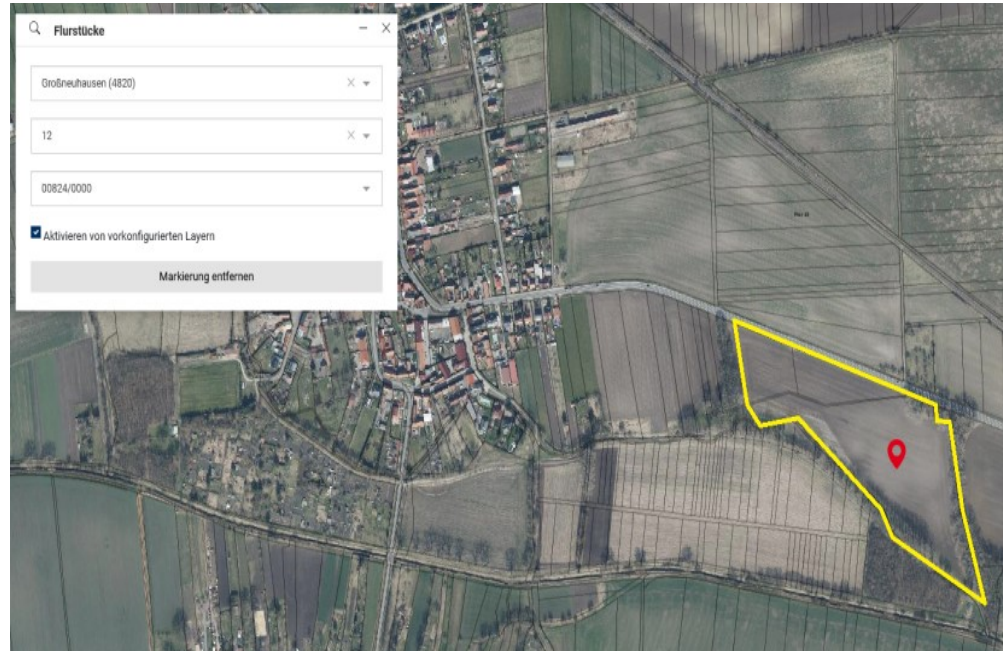 Flurstücke
Großneuhausen (4820)
12
00824/0000
Aktivieren von vorkonfigurierten Layern
Markierung entfernen